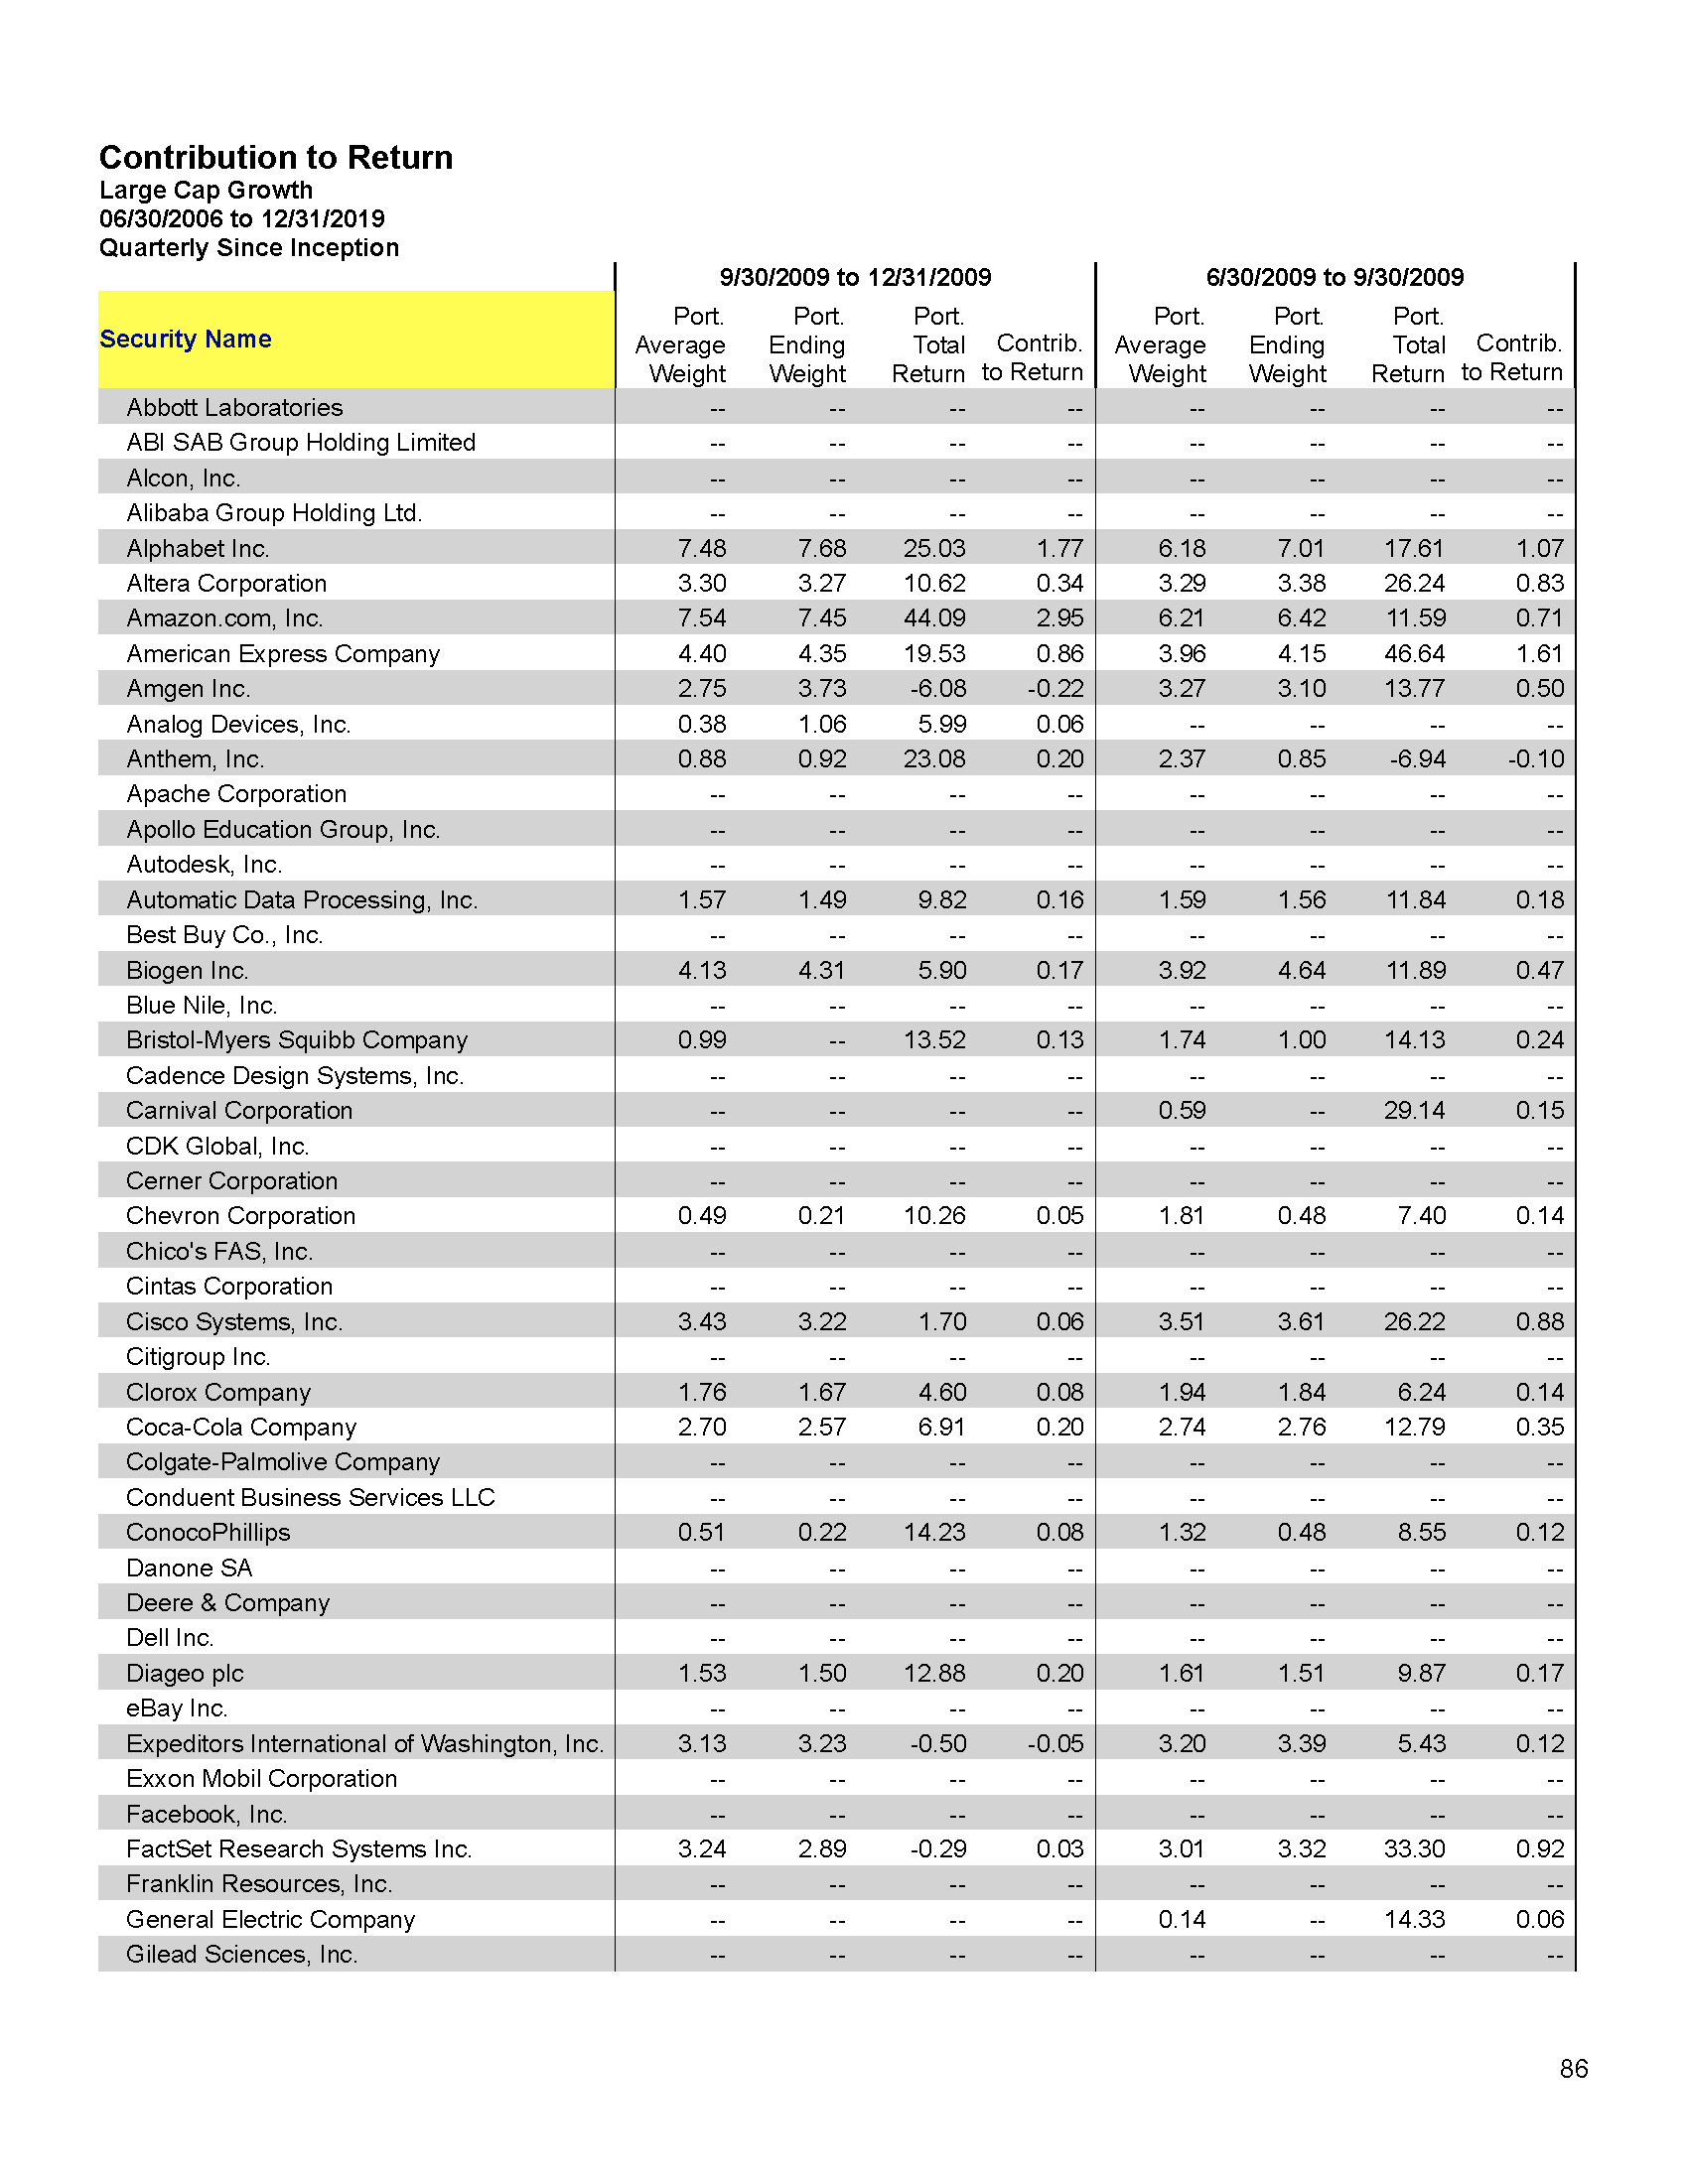 Contribution to Return
Large Cap Growth
06/30/2006 to 12/31/2019
Quarterly Since Inception
9/30/2009 to 12/31/2009 6/30/2009 to 9/30/2009
Security Name
Port. Average Weight Port. Ending Weight Port. Total Return Contrib. to Return Port. Average Weight Port. Ending Weight Port. Total Return Contrib. to Return
Abbott Laboratories -- -- -- -- -- -- -- --
ABI SAB Group Holding Limited -- -- -- -- -- -- -- --
Alcon, Inc. -- -- -- -- -- -- -- --
Alibaba Group Holding Ltd. -- -- -- -- -- -- -- --
Alphabet Inc. 7.48 7.68 25.03 1.77 6.18 7.01 17.61 1.07
Altera Corporation 3.30 3.27 10.62 0.34 3.29 3.38 26.24 0.83
Amazon.com, Inc. 7.54 7.45 44.09 2.95 6.21 6.42 11.59 0.71
American Express Company 4.40 4.35 19.53 0.86 3.96 4.15 46.64 1.61
Amgen Inc. 2.75 3.73 -6.08 -0.22 3.27 3.10 13.77 0.50
Analog Devices, Inc. 0.38 1.06 5.99 0.06 -- -- -- --
Anthem, Inc. 0.88 0.92 23.08 0.20 2.37 0.85 -6.94 -0.10
Apache Corporation -- -- -- -- -- -- -- --
Apollo Education Group, Inc. -- -- -- -- -- -- -- --
Autodesk, Inc. -- -- -- -- -- -- -- --
Automatic Data Processing, Inc. 1.57 1.49 9.82 0.16 1.59 1.56 11.84 0.18
Best Buy Co., Inc. -- -- -- -- -- -- -- --
Biogen Inc. 4.13 4.31 5.90 0.17 3.92 4.64 11.89 0.47
Blue Nile, Inc. -- -- -- -- -- -- -- --
Bristol-Myers Squibb Company 0.99 -- 13.52 0.13 1.74 1.00 14.13 0.24
Cadence Design Systems, Inc. -- -- -- -- -- -- -- --
Carnival Corporation -- -- -- -- 0.59 -- 29.14 0.15
CDK Global, Inc. -- -- -- -- -- -- -- --
Cerner Corporation -- -- -- -- -- -- -- --
Chevron Corporation 0.49 0.21 10.26 0.05 1.81 0.48 7.40 0.14
Chico's FAS, Inc. -- -- -- -- -- -- -- --
Cintas Corporation -- -- -- -- -- -- -- --
Cisco Systems, Inc. 3.43 3.22 1.70 0.06 3.51 3.61 26.22 0.88
Citigroup Inc. -- -- -- -- -- -- -- --
Clorox Company 1.76 1.67 4.60 0.08 1.94 1.84 6.24 0.14
Coca-Cola Company 2.70 2.57 6.91 0.20 2.74 2.76 12.79 0.35
Colgate-Palmolive Company -- -- -- -- -- -- -- --
Conduent Business Services LLC -- -- -- -- -- -- -- --
ConocoPhillips 0.51 0.22 14.23 0.08 1.32 0.48 8.55 0.12
Danone SA -- -- -- -- -- -- -- --
Deere & Company -- -- -- -- -- -- -- --
Dell Inc. -- -- -- -- -- -- -- --
Diageo plc 1.53 1.50 12.88 0.20 1.61 1.51 9.87 0.17
eBay Inc. -- -- -- -- -- -- -- --
Expeditors International of Washington, Inc. 3.13 3.23 -0.50 -0.05 3.20 3.39 5.43 0.12
Exxon Mobil Corporation -- -- -- -- -- -- -- --
Facebook, Inc. -- -- -- -- -- -- -- --
FactSet Research Systems Inc. 3.24 2.89 -0.29 0.03 3.01 3.32 33.30 0.92
Franklin Resources, Inc. -- -- -- -- -- -- -- --
General Electric Company -- -- -- -- 0.14 -- 14.33 0.06
Gilead Sciences, Inc. -- -- -- -- -- -- -- --
86